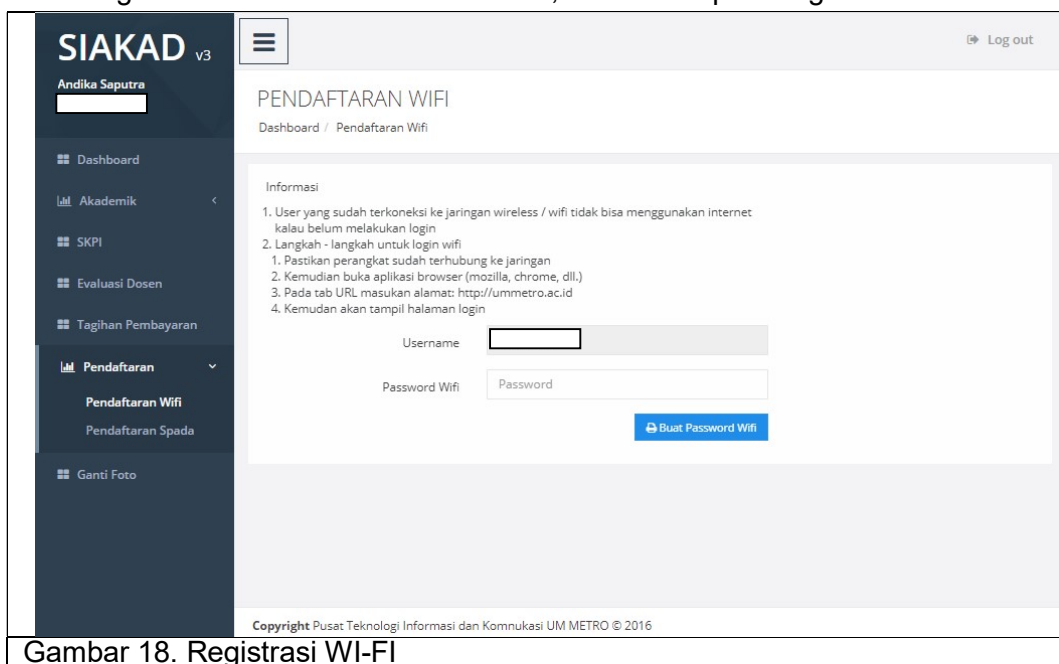 SIAKAD v3
Log out
Andika Saputra
PENDAFTARAN WIFI
Dashboard / Pendaftaran Wifi
Dashboard
Akademik
SKPI
Evaluasi Dosen
Tagihan Pembayaran
Pendaftaran
Pendaftaran Wifi
Pendaftaran Spada
Ganti Foto
Informasi
1. User yang sudah terkoneksi ke jaringan wireless / wifi tidak bisa menggunakan internet
kalau belum melakukan login
2. Langkah - langkah untuk login wifi
1. Pastikan perangkat sudah terhubung ke jaringan
2. Kemudian buka aplikasi browser (mozilla, chrome, dll.)
3. Pada tab URL masukan alamat: http://ummetro.ac.id
4. Kemudan akan tampil halaman login
Username
Password Wifi
Password
Buat Password Wifi
Copyright Pusat Teknologi Informasi dan Komnukasi UM METRO © 2016
Gambar 18. Registrasi WI-FI